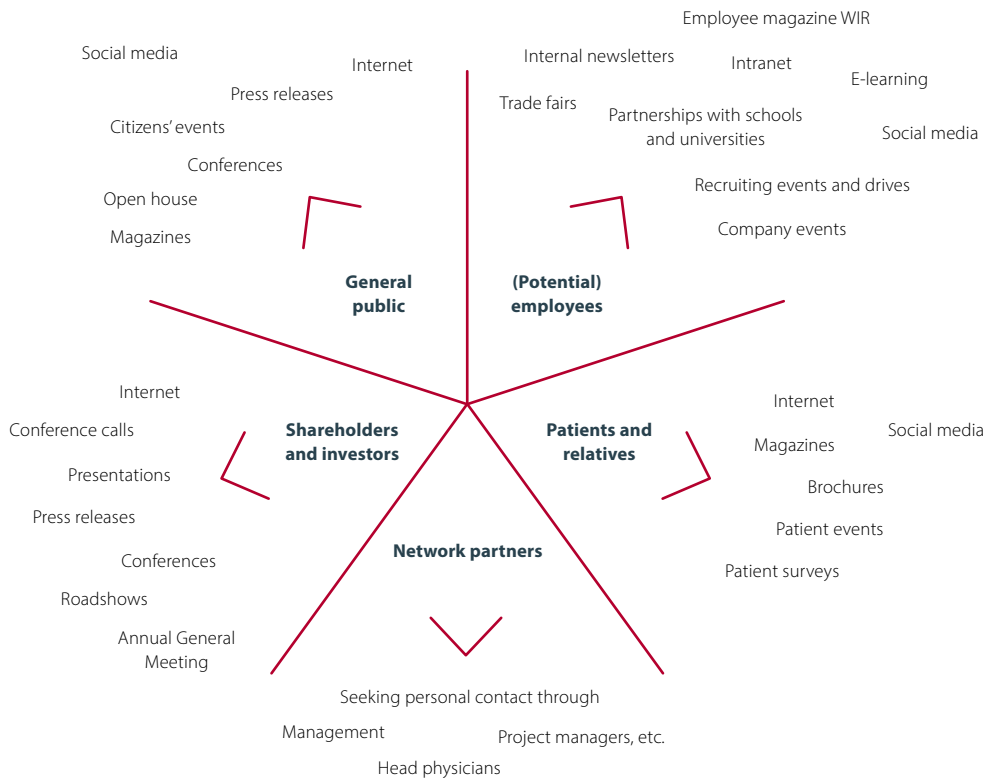 Social media
Internet
Press releases
Citizens’ events
Conferences
Open house
Magazines
General
public
Employee magazine WIR
Internal newsletters
Intranet
E-learning
Trade fairs
Partnerships with schools
and universities
Social media
Recruiting events and drives
Company events
(Potential)
employees
Internet
Conference calls
Presentations
Press releases
Conferences
Roadshows
Annual General
Meeting
Shareholders
and investors
Patients and
relatives
Internet
Social media
Magazines
Brochures
Patient events
Patient surveys
Network partners
Seeking personal contact through
Management
Project managers, etc.
Head physicians